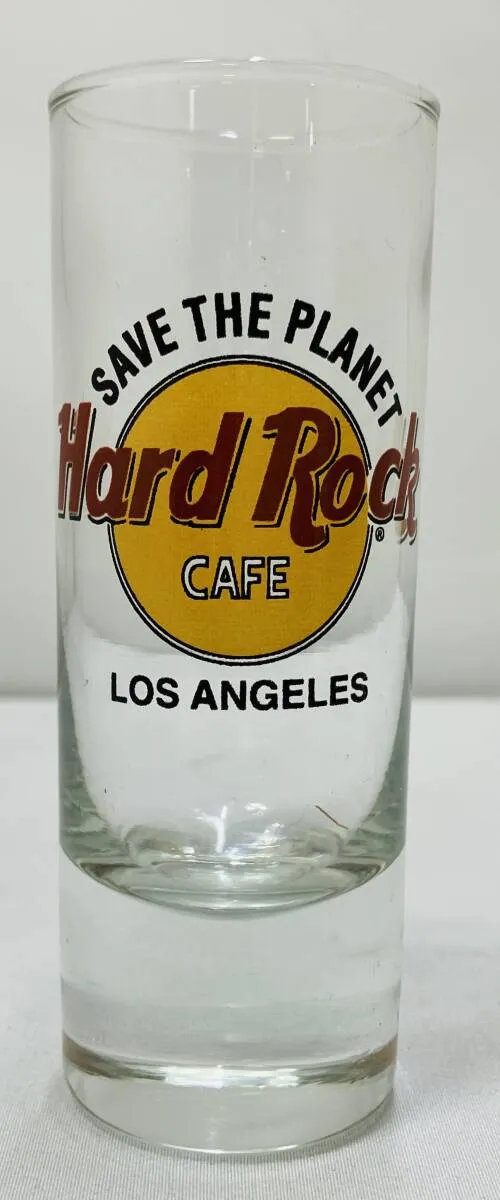 SAVE THE PLANET
Hard Rock
®
CAFE
LOS ANGELES